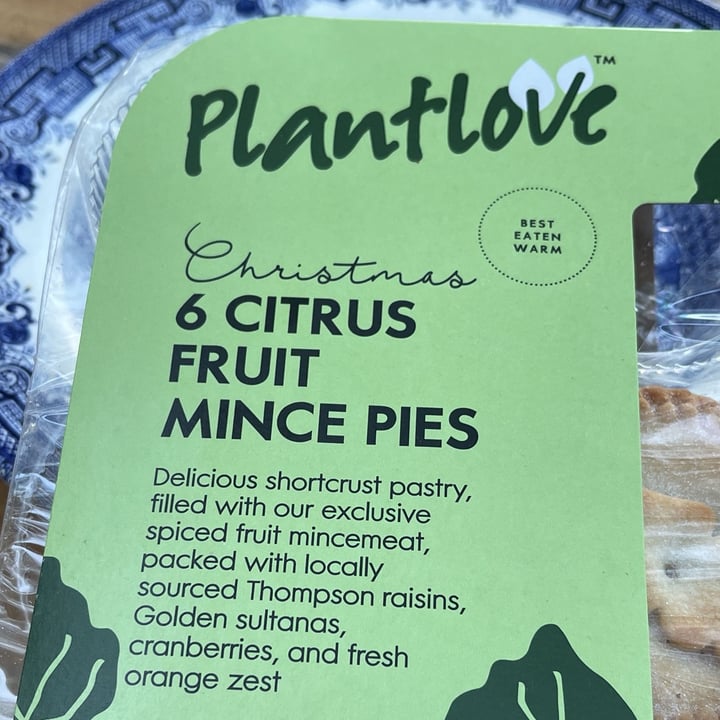 Plantlove™
BEST
EATEN
WARM
Christmas
6 CITRUS
FRUIT
MINCE PIES
Delicious shortcrust pastry,
filled with our exclusive
spiced fruit mincemeat,
packed with locally
sourced Thompson raisins,
Golden sultanas,
cranberries, and fresh
orange zest